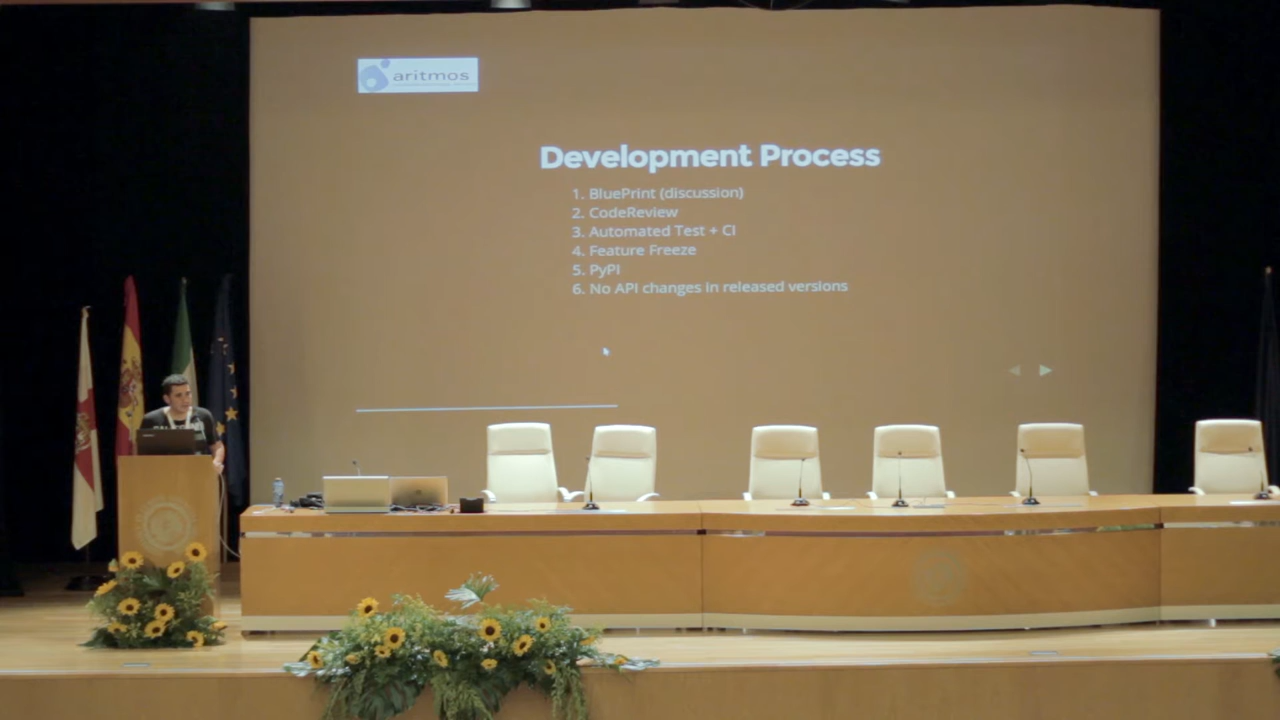 aritmos
Development Process
1. BluePrint (discussion)
2. CodeReview
3. Automated Test + CI
4. Feature Freeze
5. PyPI
6. No API changes in released versions